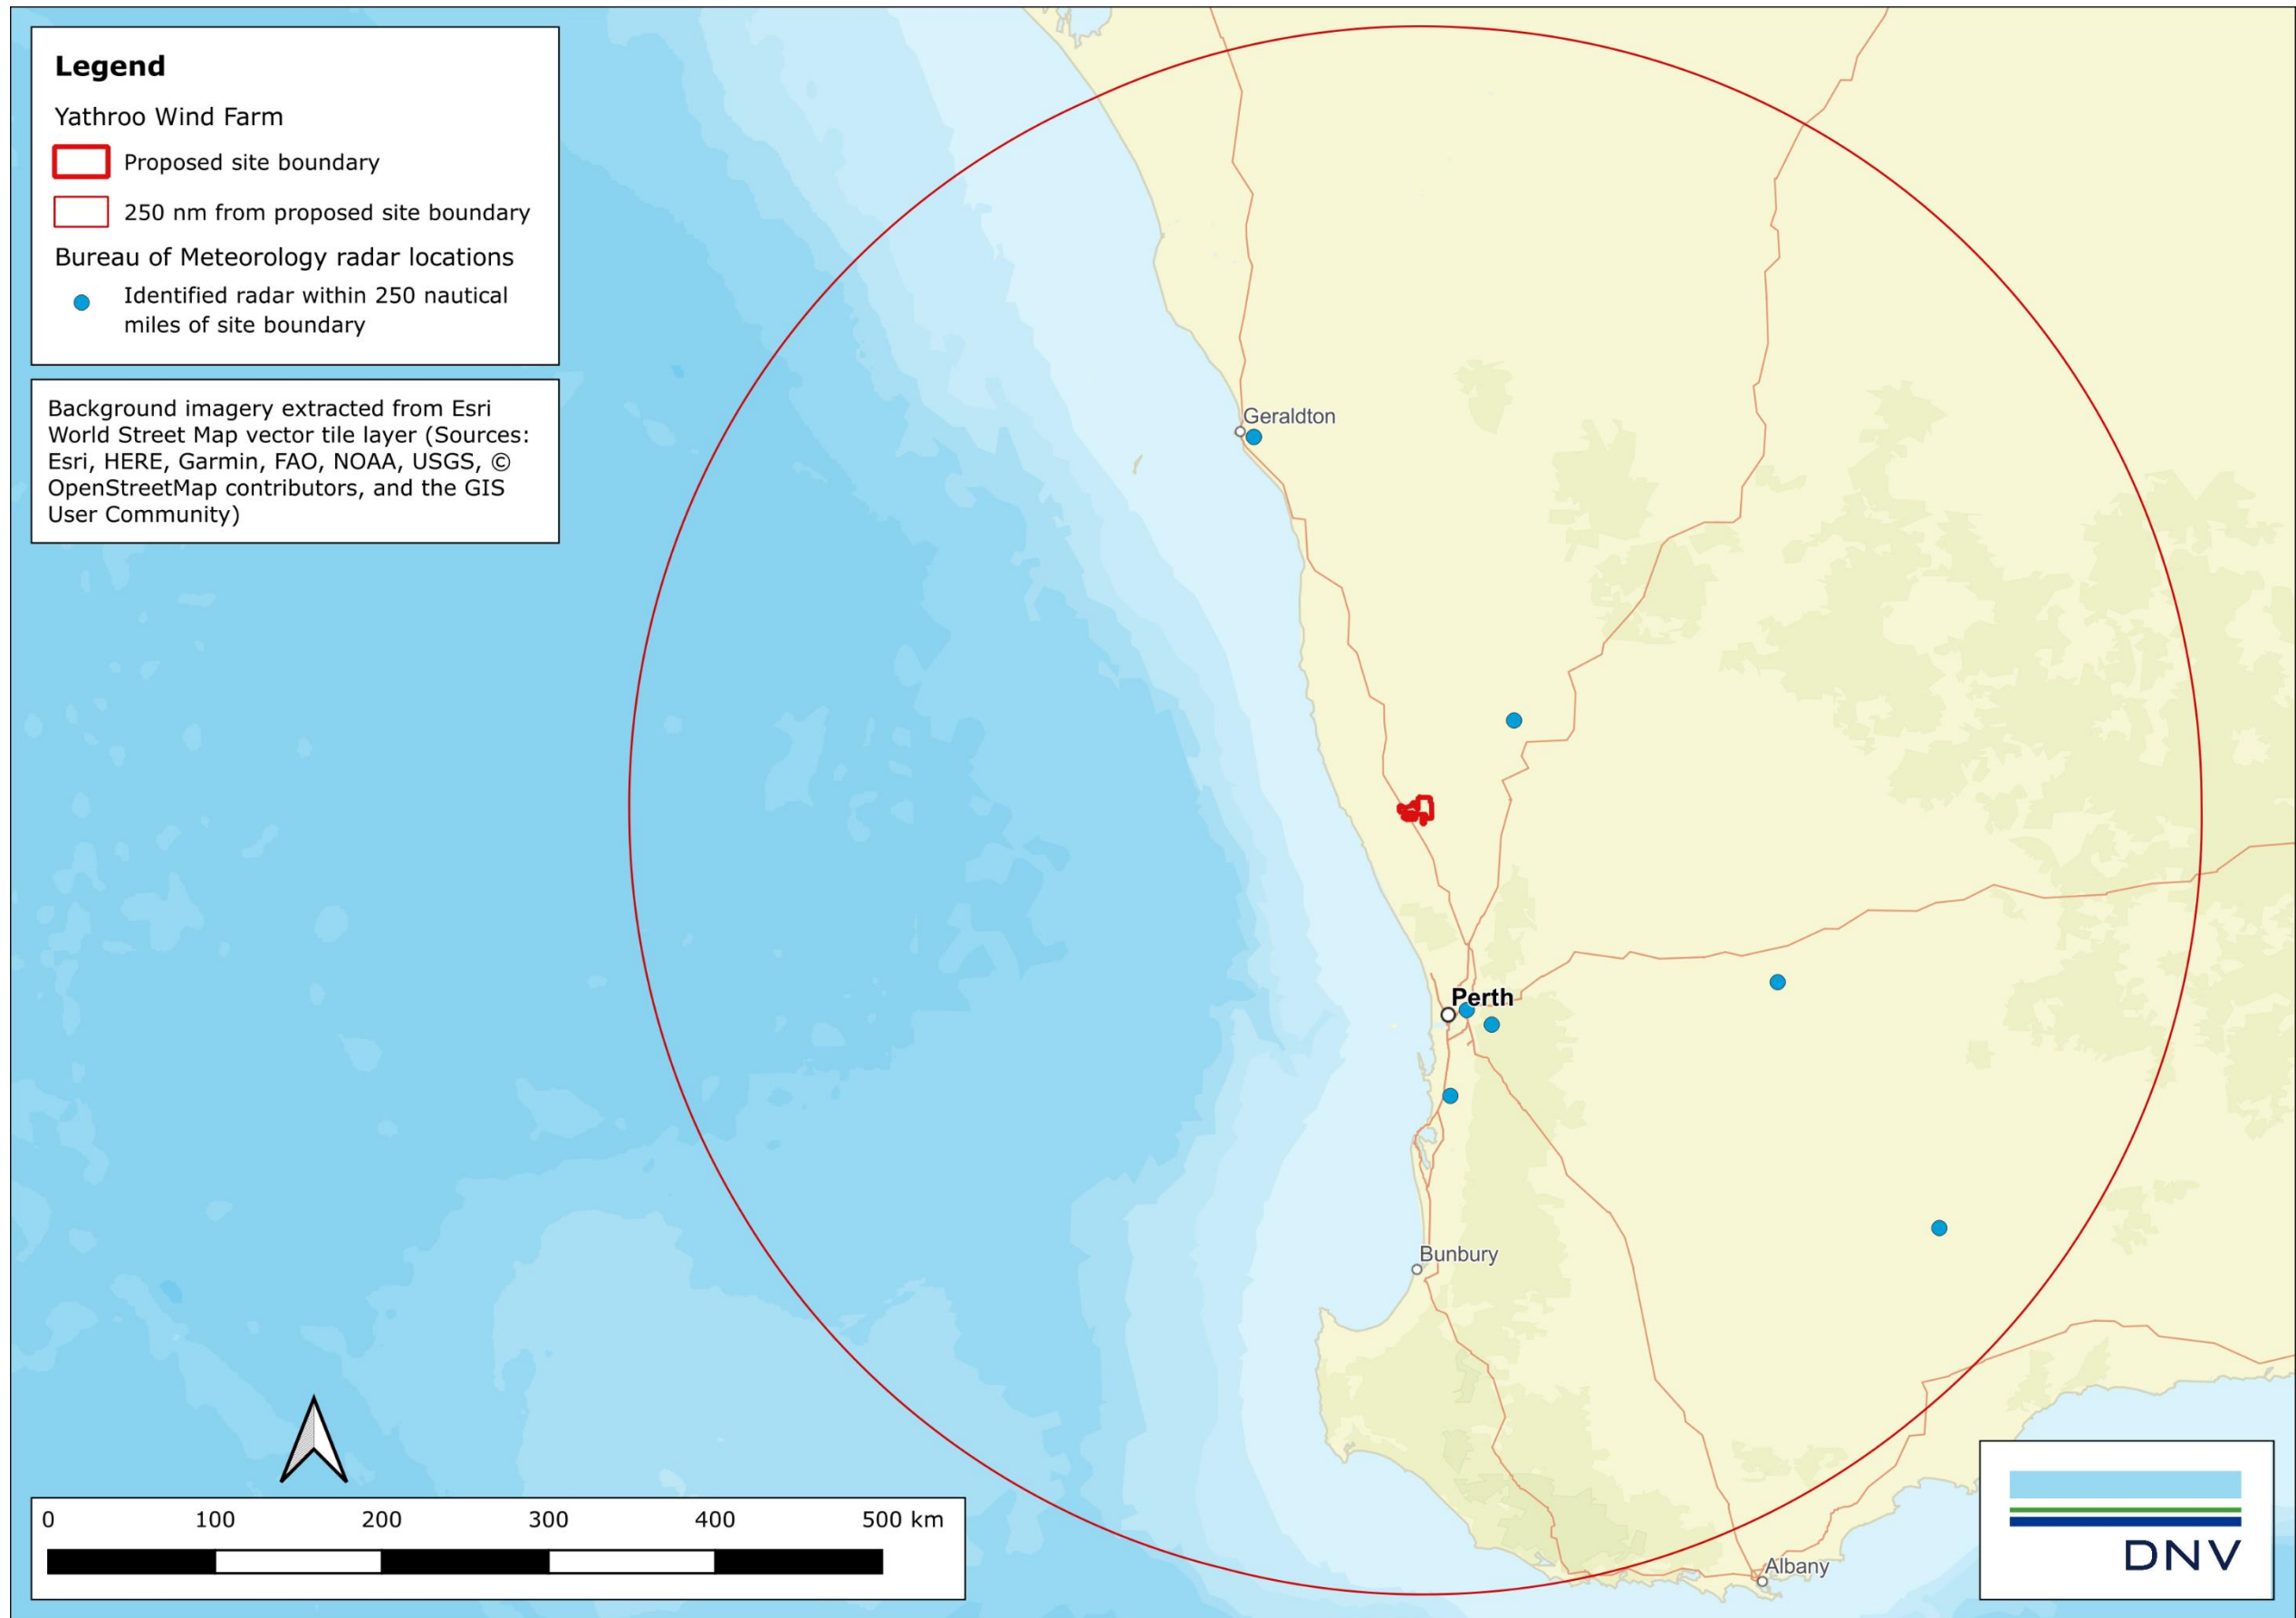 Legend
Yathroo Wind Farm
Proposed site boundary
250 nm from proposed site boundary
Bureau of Meteorology radar locations
Identified radar within 250 nautical
miles of site boundary
Background imagery extracted from Esri
World Street Map vector tile layer (Sources:
Esri, HERE, Garmin, FAO, NOAA, USGS, ©
OpenStreetMap contributors, and the GIS
User Community)
Geraldton
Perth
Bunbury
Albany
0 100 200 300 400 500 km
DNV